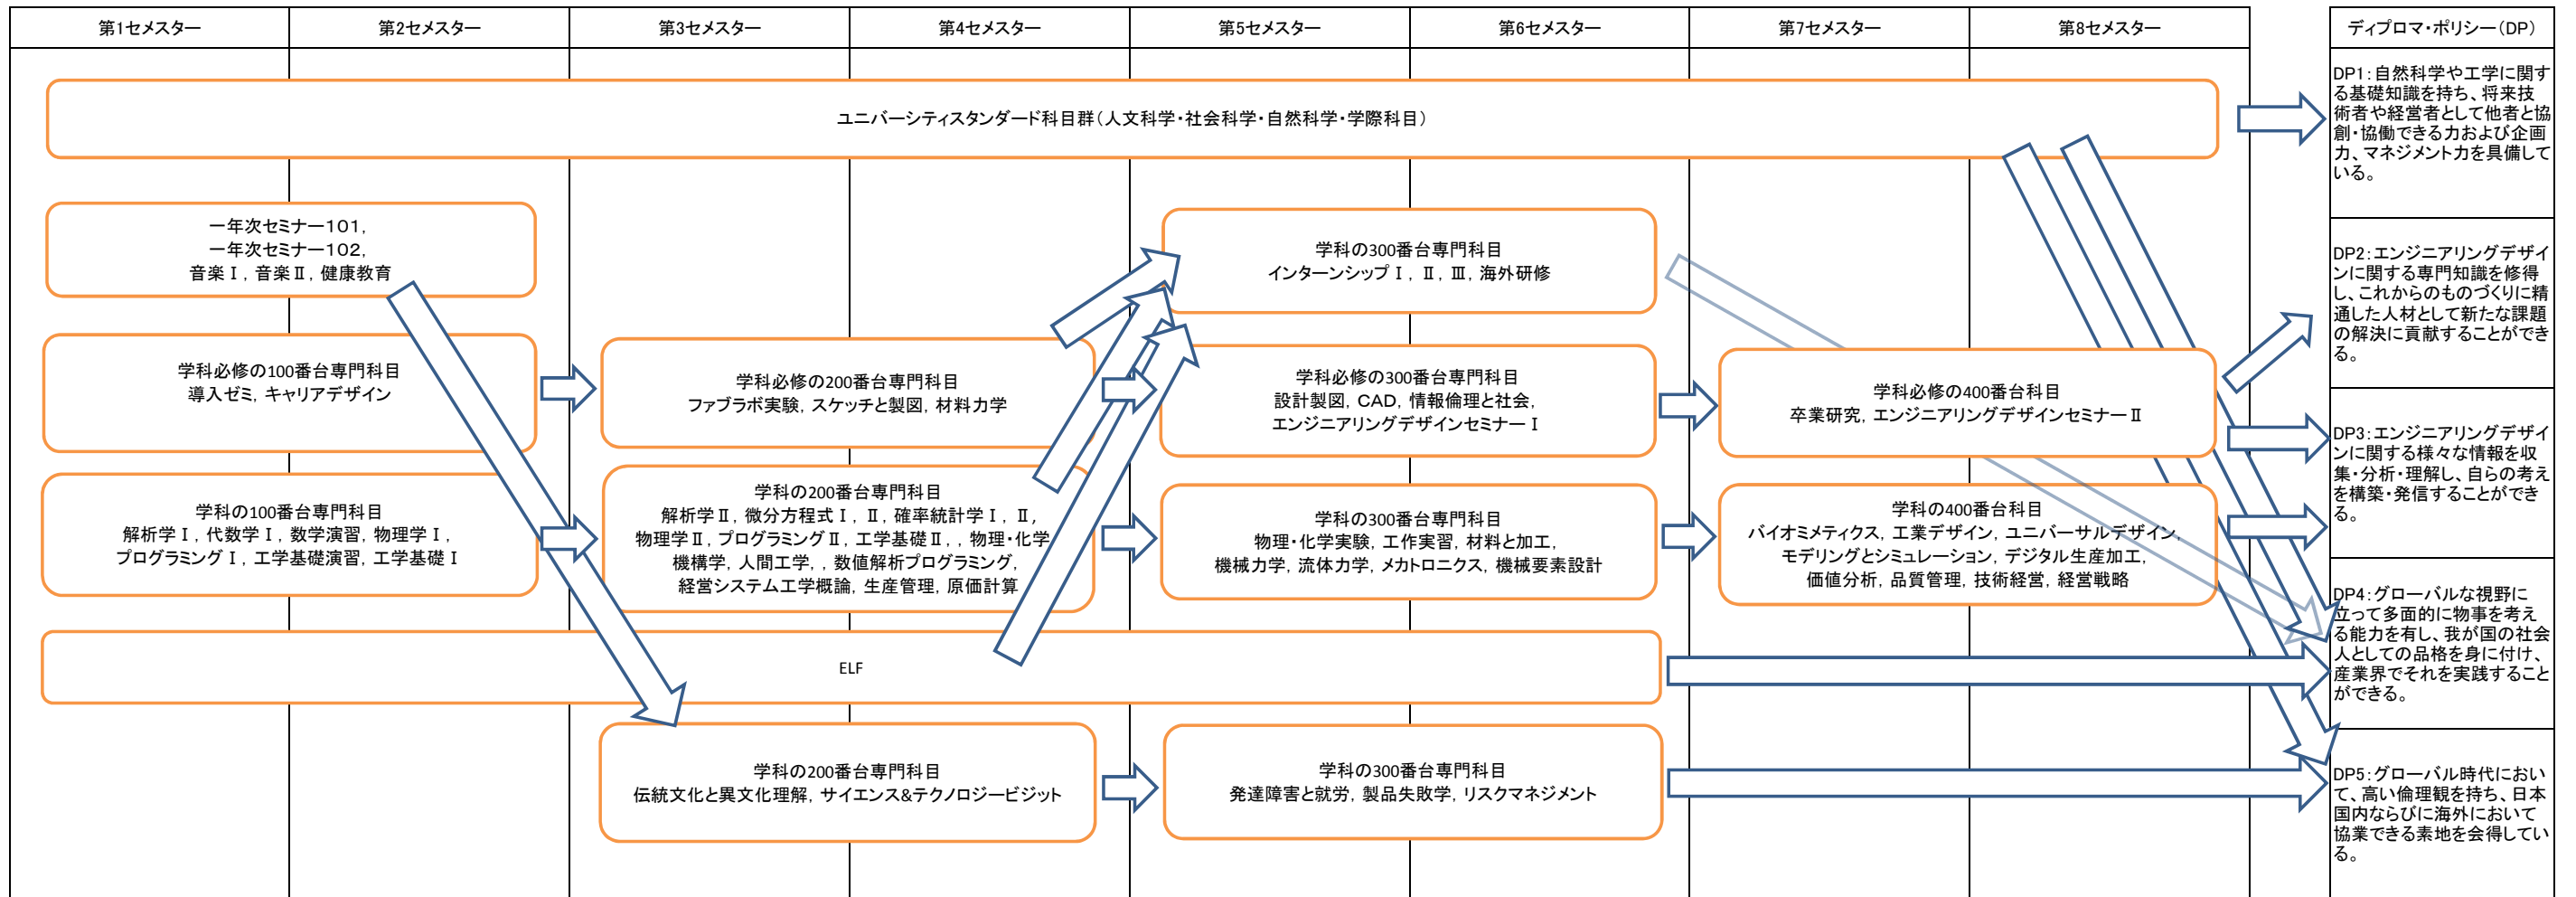 第1セメスター
第2セメスター
第3セメスター
第4セメスター
第5セメスター
第6セメスター
第7セメスター
第8セメスター
ディプロマ・ポリシー(DP)
ユニバーシティスタンダード科目群(人文科学・社会科学・自然科学・学際科目)
一年次セミナー101,
一年次セミナー102,
音楽Ⅰ, 音楽Ⅱ, 健康教育
学科の300番台専門科目
インターンシップⅠ, Ⅱ, Ⅲ, 海外研修
学科必修の100番台専門科目
導入ゼミ, キャリアデザイン
学科必修の200番台専門科目
ファブラボ実験, スケッチと製図, 材料力学
学科必修の300番台専門科目
設計製図, CAD, 情報倫理と社会,
エンジニアリングデザインセミナーⅠ
学科必修の400番台科目
卒業研究, エンジニアリングデザインセミナーⅡ
学科の100番台専門科目
解析学Ⅰ, 代数学Ⅰ, 数学演習, 物理学Ⅰ,
プログラミングⅠ, 工学基礎演習, 工学基礎Ⅰ
学科の200番台専門科目
解析学Ⅱ, 微分方程式Ⅰ, Ⅱ, 確率統計学Ⅰ, Ⅱ,
物理学Ⅱ, プログラミングⅡ, 工学基礎Ⅱ, , 物理・化学
機構学, 人間工学, , 数値解析プログラミング,
経営システム工学概論, 生産管理, 原価計算
学科の300番台専門科目
物理・化学実験, 工作実習, 材料と加工,
機械力学, 流体力学, メカトロニクス, 機械要素設計
学科の400番台科目
バイオミメティクス, 工業デザイン, ユニバーサルデザイン,
モデリングとシミュレーション, デジタル生産加工,
価値分析, 品質管理, 技術経営, 経営戦略
ELF
学科の200番台専門科目
伝統文化と異文化理解, サイエンス&テクノロジービジット
学科の300番台専門科目
発達障害と就労, 製品失敗学, リスクマネジメント
DP1:自然科学や工学に関す
る基礎知識を持ち、将来技
術者や経営者として他者と協
創・協働できる力および企画
力、マネジメント力を具備して
いる。
DP2:エンジニアリングデザイ
ンに関する専門知識を修得
し、これからのものづくりに精
通した人材として新たな課題
の解決に貢献することができ
る。
DP3:エンジニアリングデザイ
ンに関する様々な情報を収
集・分析・理解し、自らの考え
を構築・発信することができ
る。
DP4:グローバルな視野に
立って多面的に物事を考え
る能力を有し、我が国の社会
人としての品格を身に付け、
産業界でそれを実践すること
ができる。
DP5:グローバル時代におい
て、高い倫理観を持ち、日本
国内ならびに海外において
協業できる素地を会得してい
る。